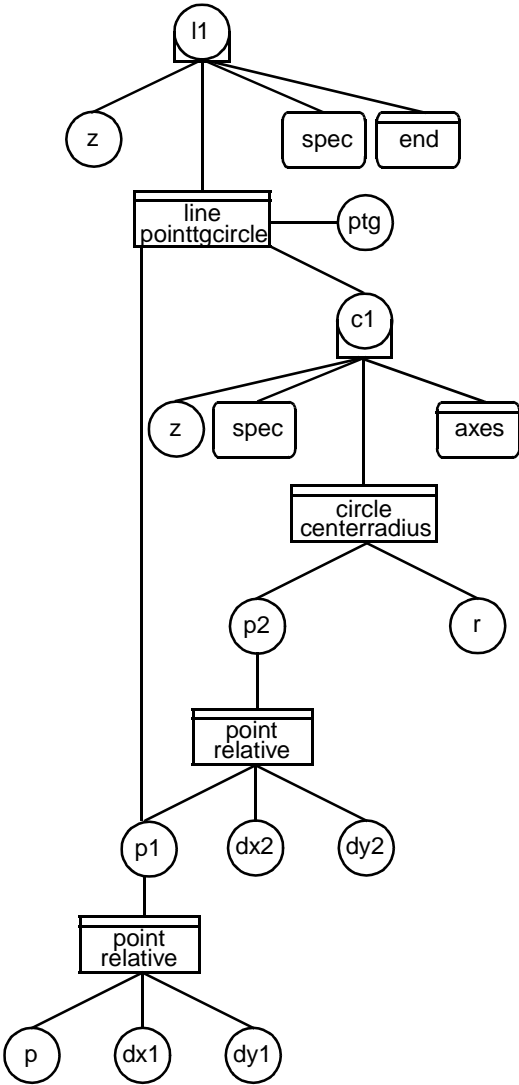 l1
z
spec
end
line
pointtgcircle
ptg
c1
z
spec
axes
circle
centerradius
p2
r
point
relative
p1
dx2
dy2
point
relative
p
dx1
dy1